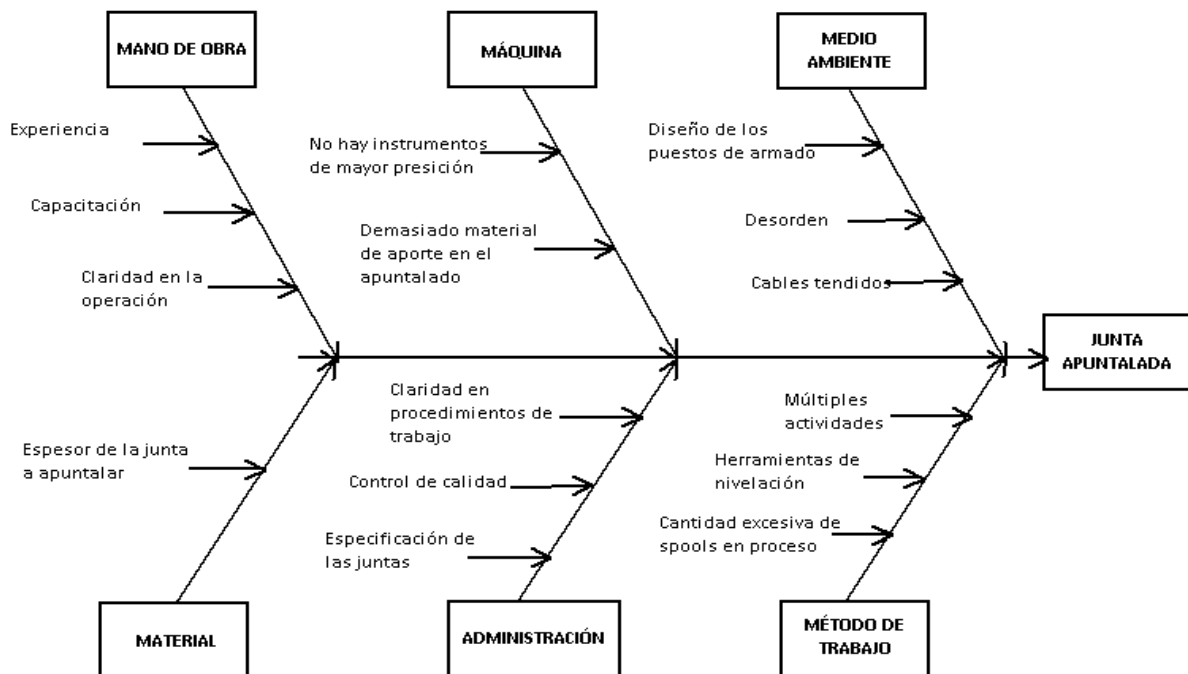 MANO DE OBRA
MÁQUINA
MEDIO
AMBIENTE
Experiencia
Capacitación
Claridad en la
operación
No hay instrumentos
de mayor presición
Demasiado material
de aporte en el
apuntalado
Diseño de los
puestos de armado
Desorden
Cables tendidos
JUNTA
APUNTALADA
Espesor de la junta
a apuntalar
Claridad en
procedimientos de
trabajo
Control de calidad
Especificación de
las juntas
Múltiples
actividades
Herramientas de
nivelación
Cantidad excesiva de
spools en proceso
MATERIAL
ADMINISTRACIÓN
MÉTODO DE
TRABAJO